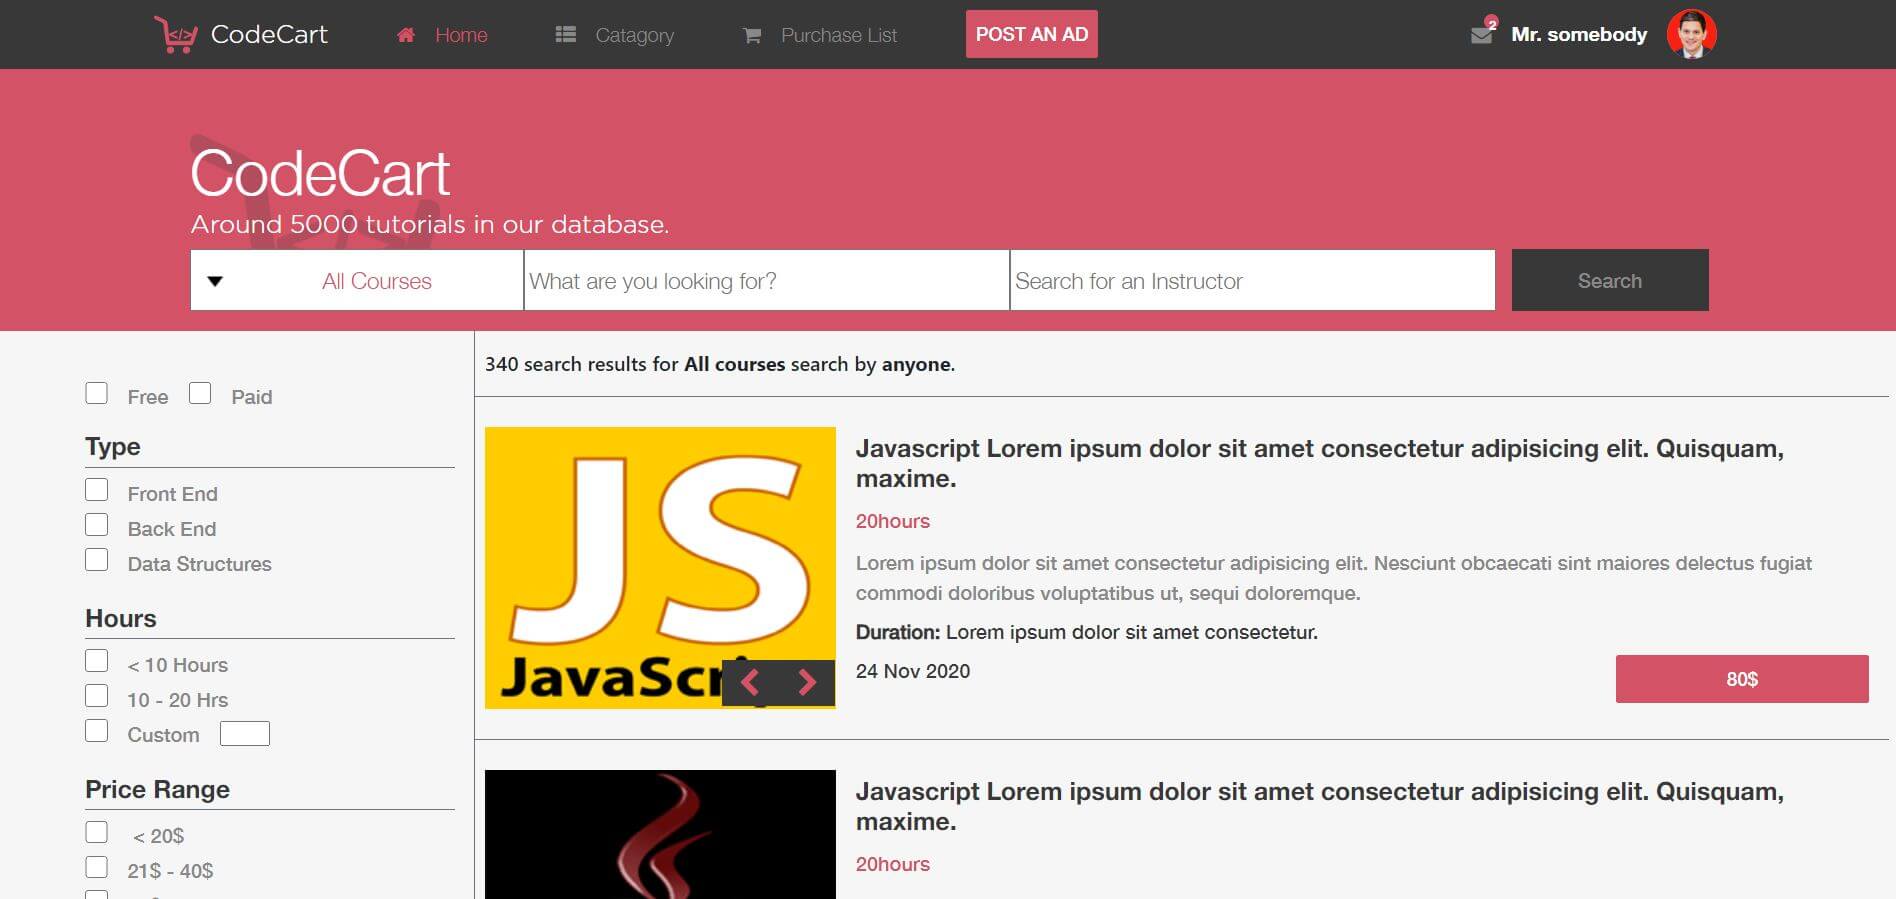 CodeCart
Home
Catagory
Purchase List
POST AN AD
2
Mr. somebody
CodeCart
Around 5000 tutorials in our database.
All Courses
What are you looking for?
Search for an Instructor
Search
Free
Paid
Type
Front End
Back End
Data Structures
Hours
< 10 Hours
10 - 20 Hrs
Custom
Price Range
< 20$
21$ - 40$
340 search results for All courses search by anyone.
JS
JavaScri
Javascript Lorem ipsum dolor sit amet consectetur adipisicing elit. Quisquam,
maxime.
20hours
Lorem ipsum dolor sit amet consectetur adipisicing elit. Nesciunt obcaecati sint maiores delectus fugiat
commodi doloribus voluptatibus ut, sequi doloremque.
Duration: Lorem ipsum dolor sit amet consectetur.
24 Nov 2020
80$
Javascript Lorem ipsum dolor sit amet consectetur adipisicing elit. Quisquam,
maxime.
20hours